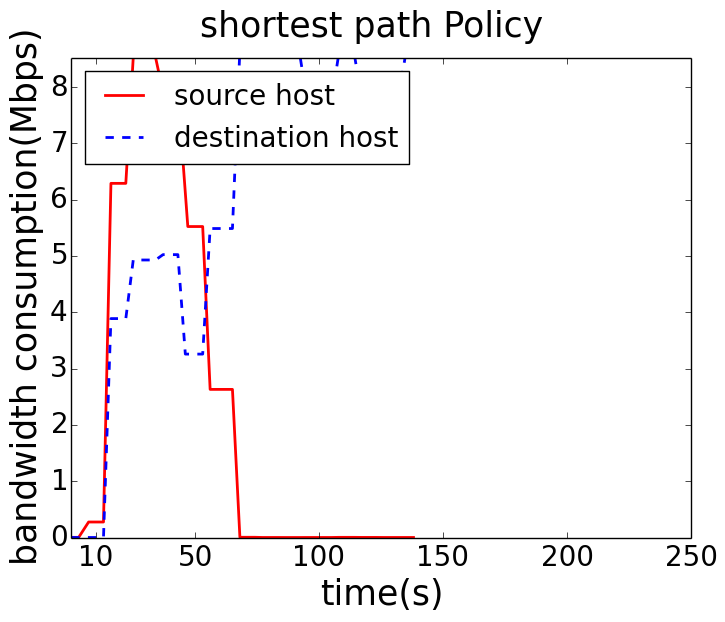 shortest path Policy
source host
destination host
bandwidth consumption(Mbps)
8
7
6
5
4
3
2
1
0
10 50 100 150 200 250
time(s)